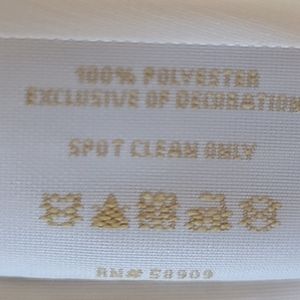 100% POLYESTER
EXCLUSIVE OF DECORATION
SPOT CLEAN ONLY
RN# 58909